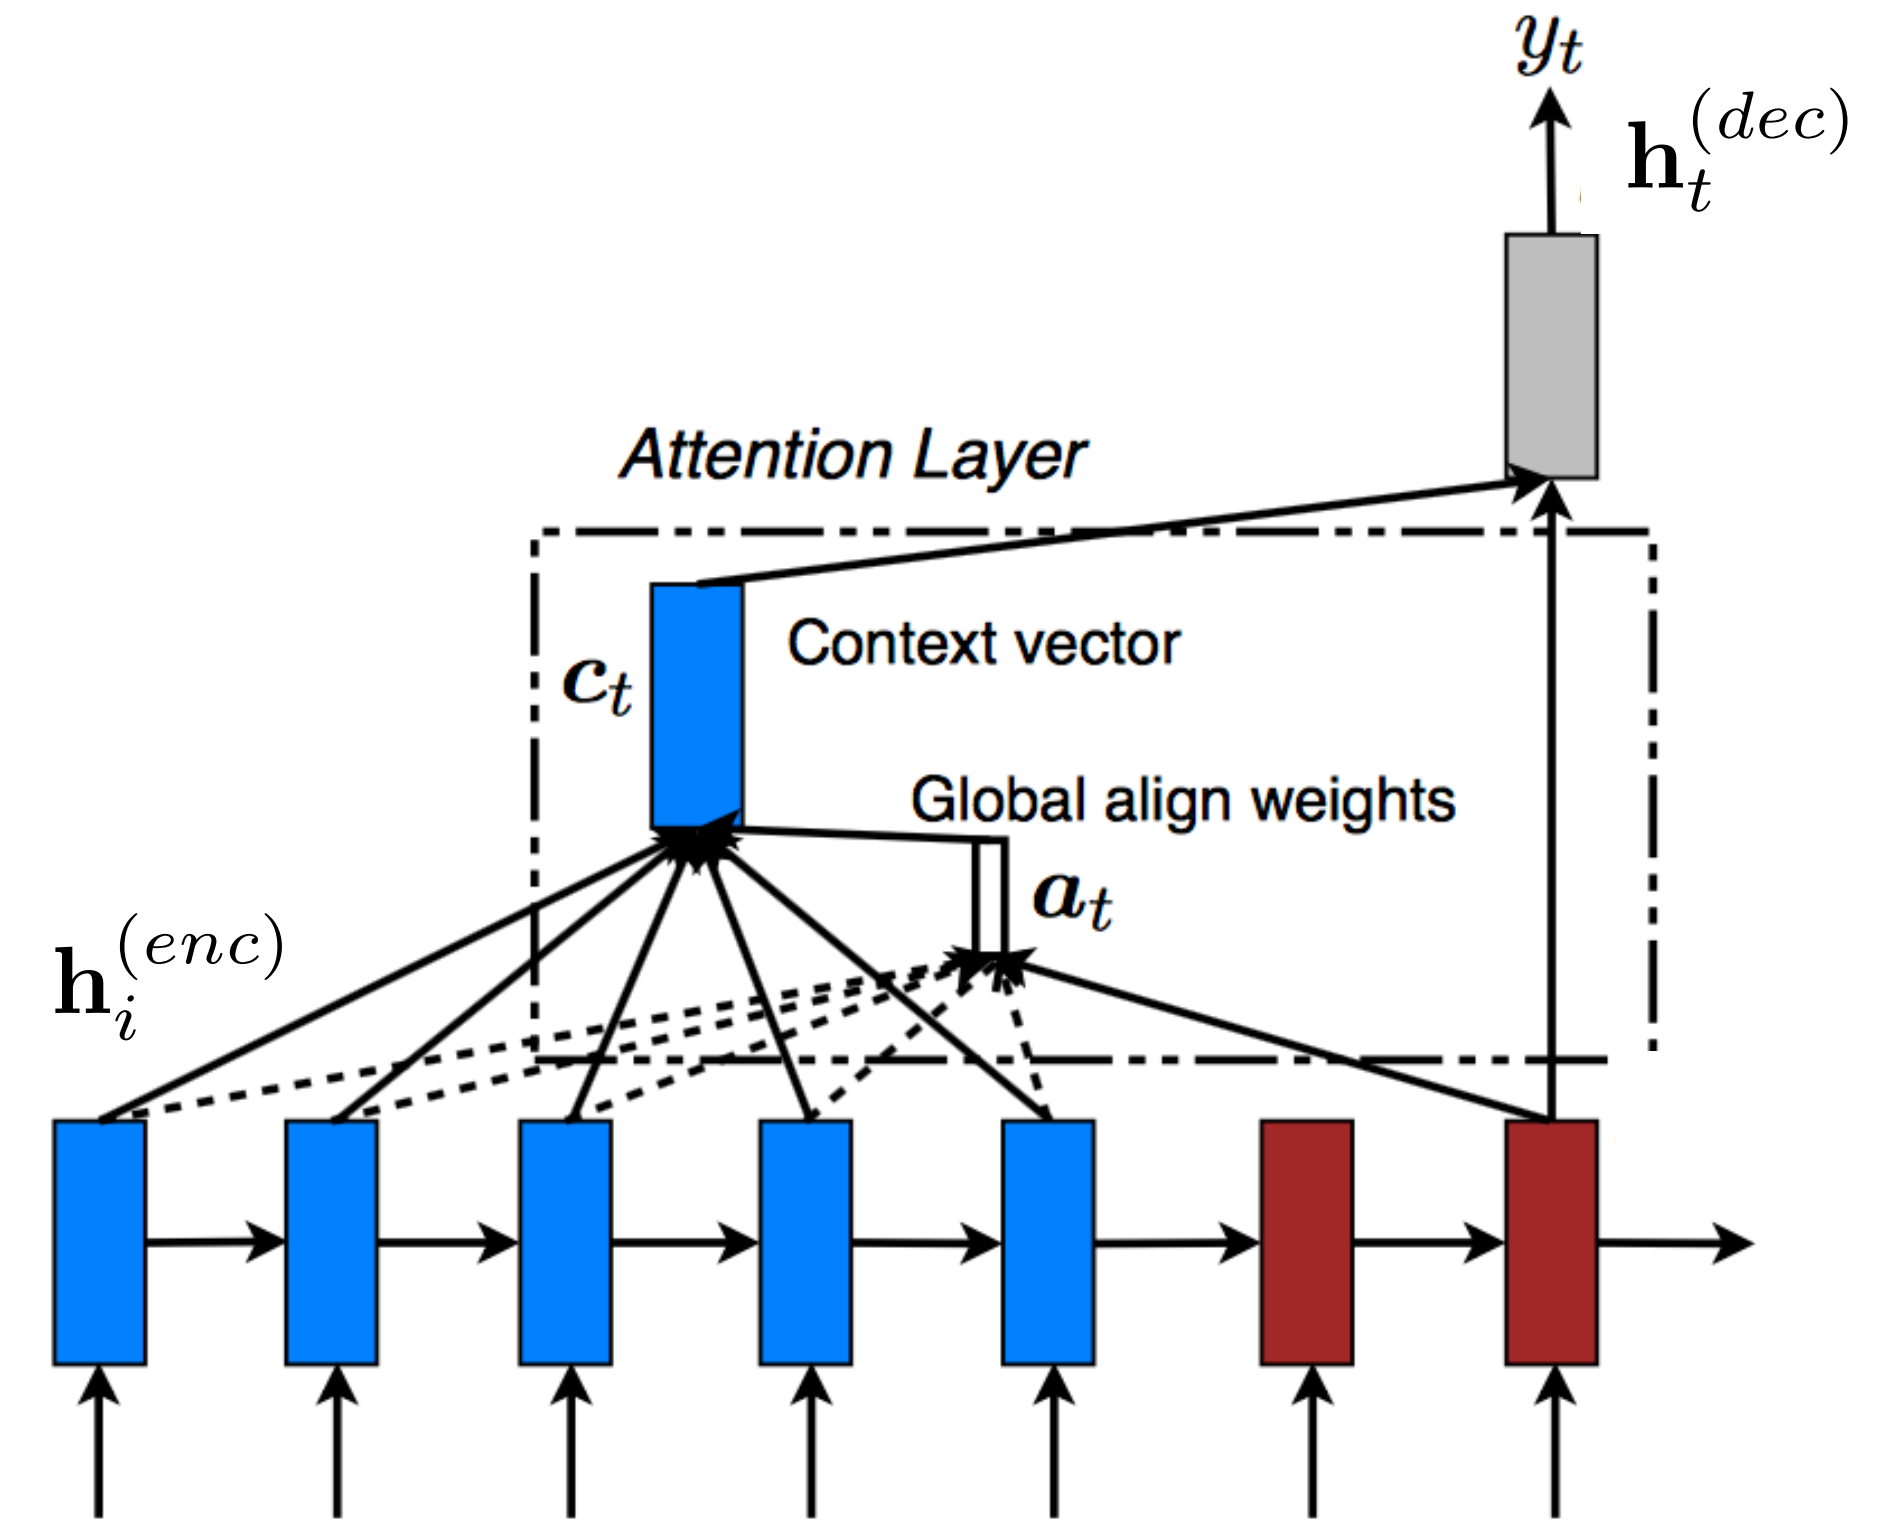 y_t
h_t^{(dec)}
Attention Layer
Context vector
c_t
Global align weights
a_t
h_i^{(enc)}